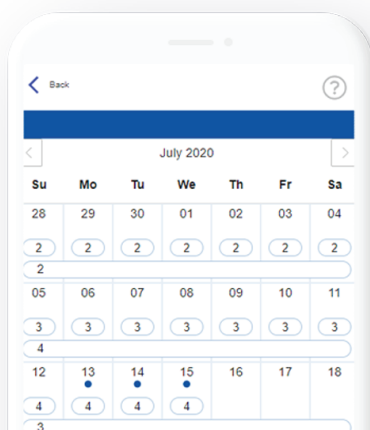 Back ?
July 2020
Su Mo Tu We Th Fr Sa
28 29 30 01 02 03 04
2 2 2 2 2 2 2
2
05 06 07 08 09 10 11
3 3 3 3 3 3 3
4
12 13 14 15 16 17 18
4 4 4 4
3